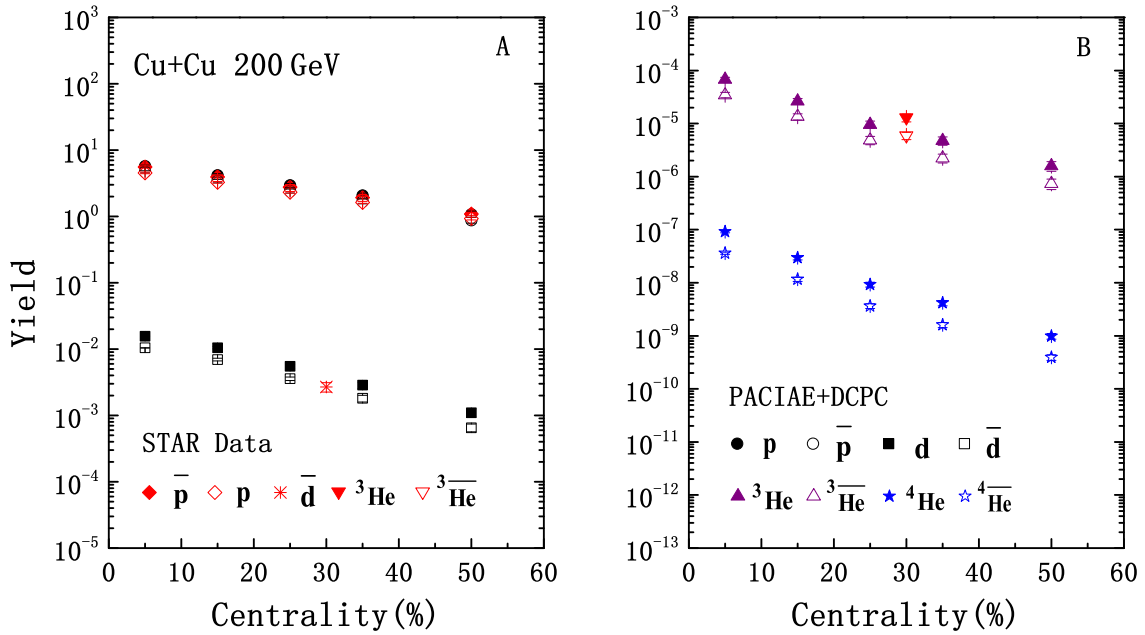 A
Cu+Cu 200 GeV
Yield
10³
10²
10¹
10⁰
10⁻¹
10⁻²
10⁻³
10⁻⁴
10⁻⁵
STAR Data
p̅ p d̅ ³He ³H̅e̅
0 10 20 30 40 50 60
Centrality(%)
B
10⁻³
10⁻⁴
10⁻⁵
10⁻⁶
10⁻⁷
10⁻⁸
10⁻⁹
10⁻¹⁰
10⁻¹¹
10⁻¹²
10⁻¹³
PACIAE+DCPC
p p̅ d d̅
³He ³H̅e̅ ⁴He ⁴H̅e̅
0 10 20 30 40 50 60
Centrality(%)